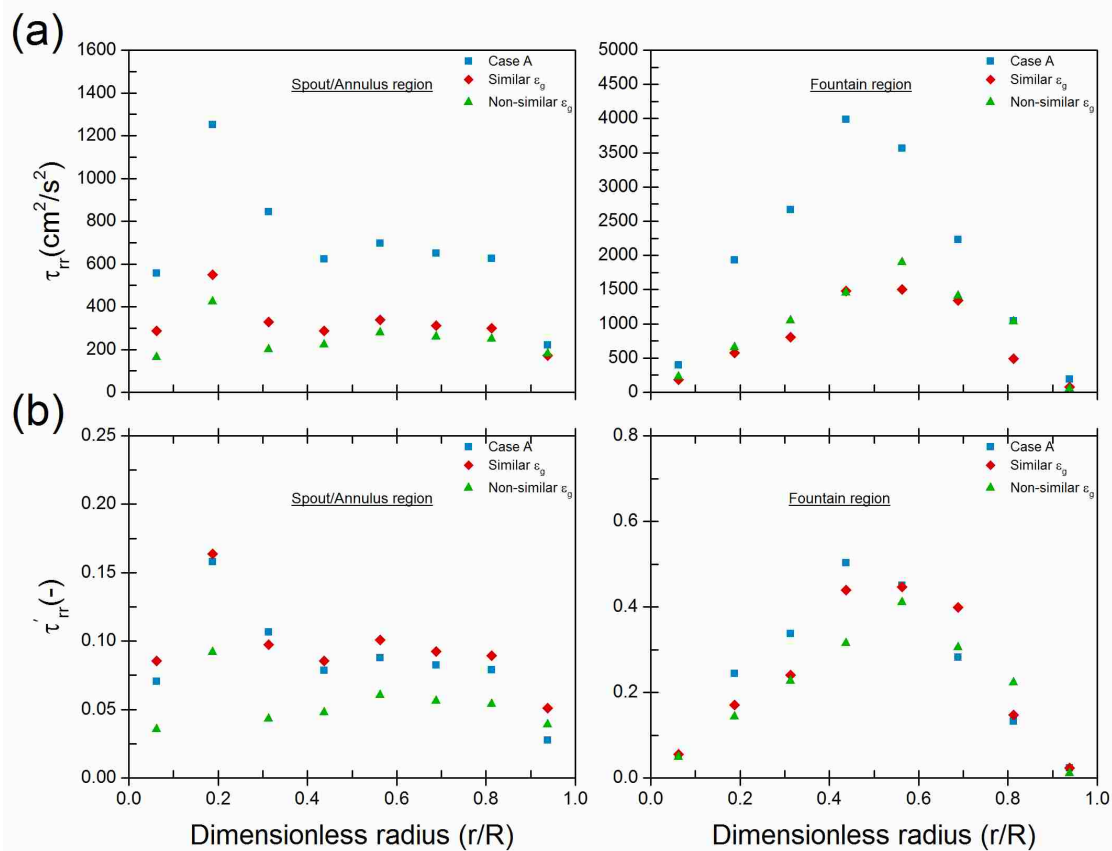 (a)
τrr(cm²/s²)
1600
1400
1200
1000
800
600
400
200
0
Spout/Annulus region
Case A
Similar εg
Non-similar εg
5000
4500
4000
3500
3000
2500
2000
1500
1000
500
0
Fountain region
Case A
Similar εg
Non-similar εg
(b)
τ'rr(-)
0.25
0.20
0.15
0.10
0.05
0.00
Spout/Annulus region
Case A
Similar εg
Non-similar εg
0.0 0.2 0.4 0.6 0.8 1.0
Dimensionless radius (r/R)
0.8
0.6
0.4
0.2
0.0
Fountain region
Case A
Similar εg
Non-similar εg
0.0 0.2 0.4 0.6 0.8 1.0
Dimensionless radius (r/R)